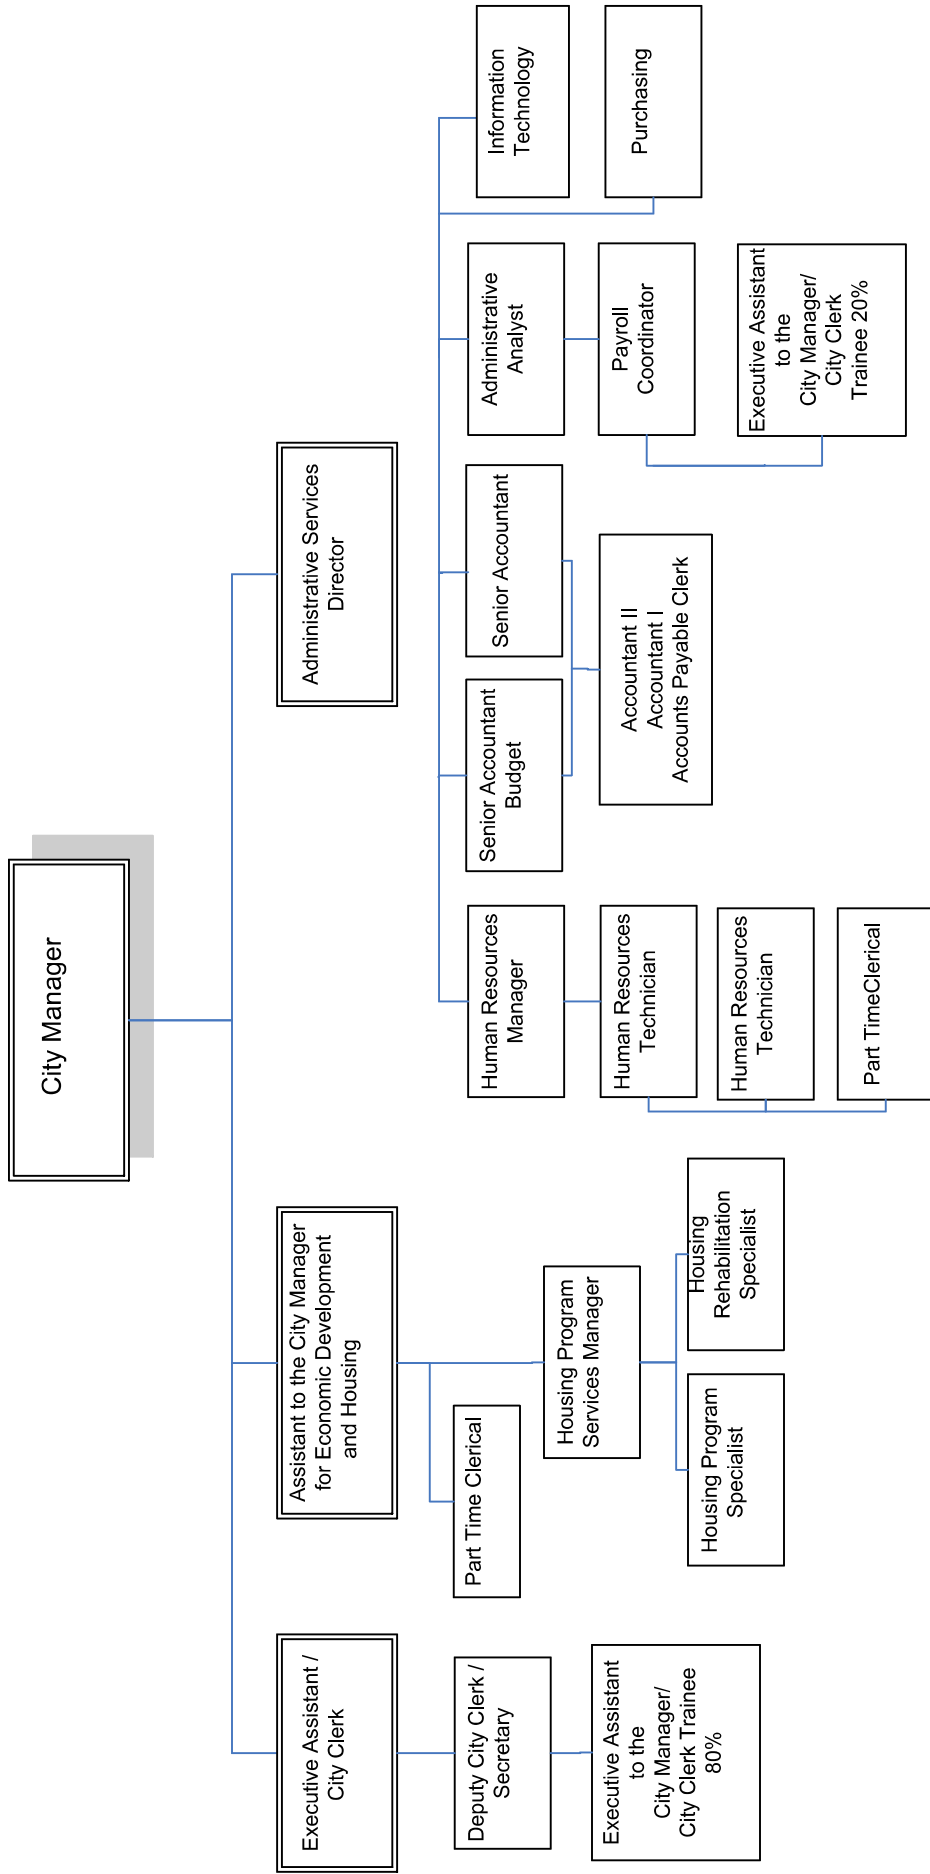 City Manager
Executive Assistant /
City Clerk
Assistant to the City Manager
for Economic Development
and Housing
Administrative Services
Director
Deputy City Clerk /
Secretary
Executive Assistant
to the
City Manager/
City Clerk Trainee
80%
Part Time Clerical
Housing Program
Services Manager
Housing Program
Specialist
Housing
Rehabilitation
Specialist
Human Resources
Manager
Human Resources
Technician
Human Resources
Technician
Part TimeClerical
Senior Accountant
Budget
Senior Accountant
Accountant II
Accountant I
Accounts Payable Clerk
Administrative
Analyst
Payroll
Coordinator
Executive Assistant
to the
City Manager/
City Clerk
Trainee 20%
Information
Technology
Purchasing